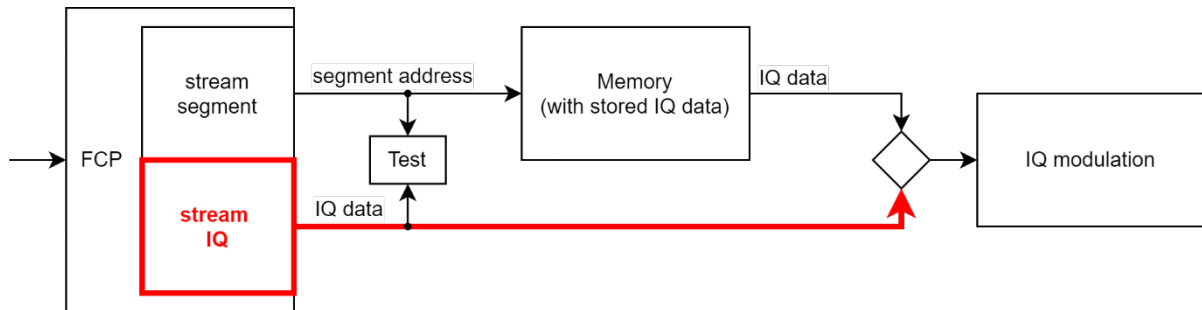 FCP
stream
segment
segment address
Memory
(with stored IQ data)
IQ data
Test
IQ modulation
stream
IQ
IQ data